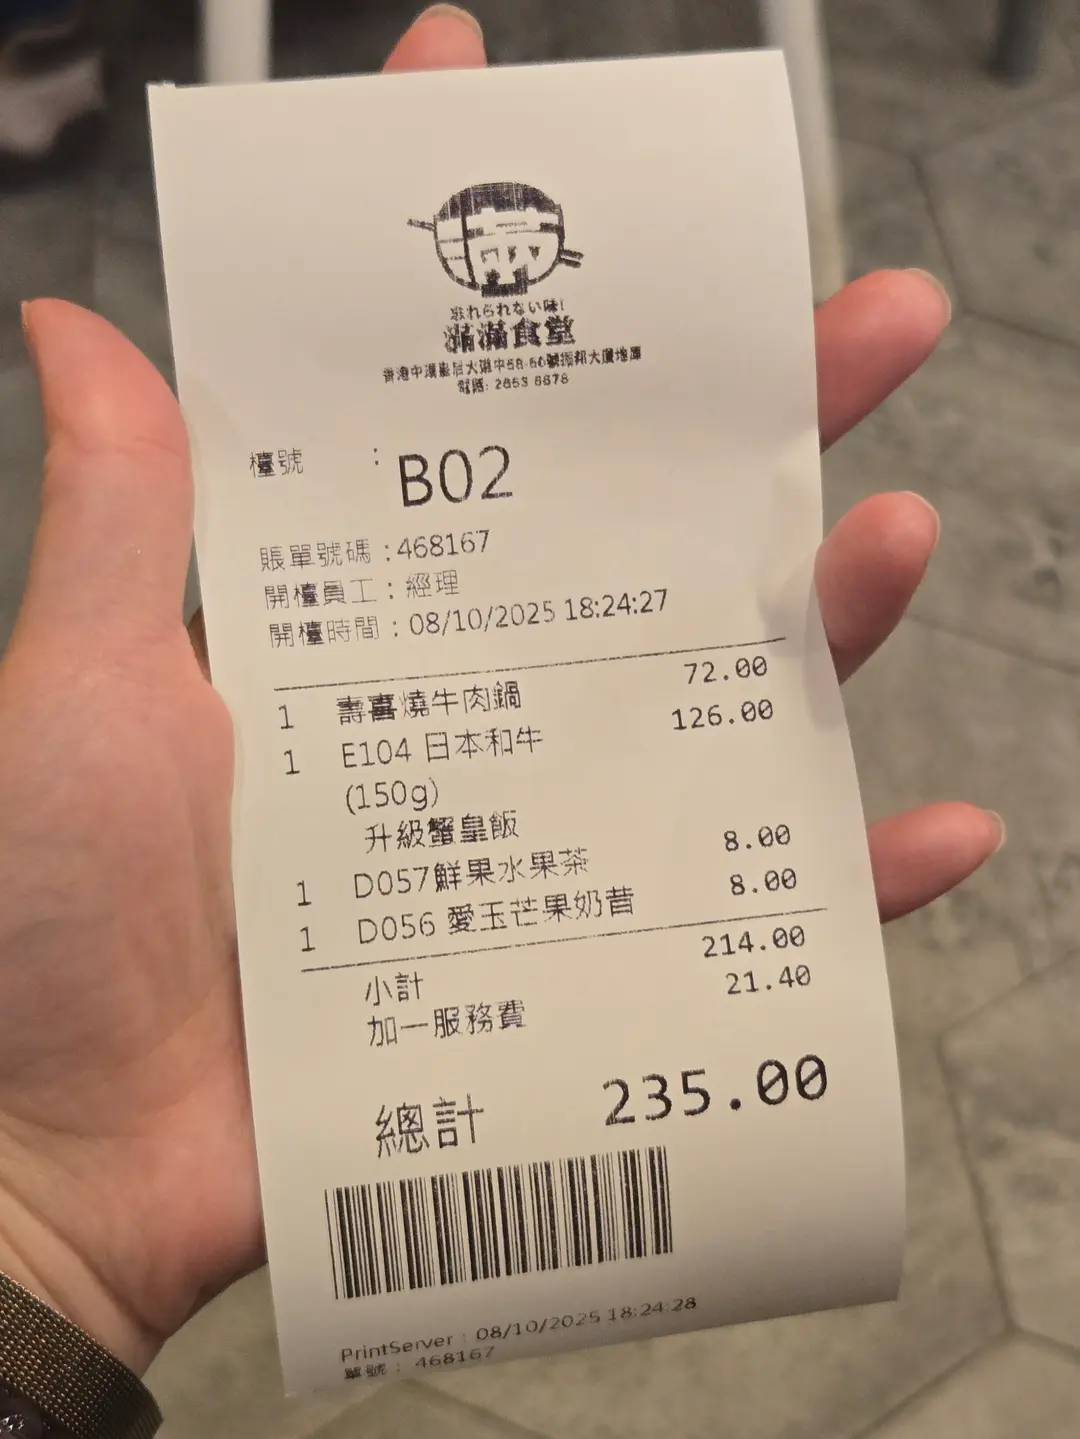 忘れられない味!
滿滿食堂
香港中環皇后大道中58-60號振邦大廈地庫
電話: 2853 8878
檯號 : B02
賬單號碼 :468167
開檯員工 : 經理
開檯時間 : 08/10/2025 18:24:27
1 壽喜燒牛肉鍋 72.00
1 E104 日本和牛 126.00
(150g)
升級蟹皇飯
1 D057鮮果水果茶 8.00
1 D056 愛玉芒果奶昔 8.00
小計 214.00
加一服務費 21.40
總計 235.00
PrintServer : 08/10/2025 18:24:28
單號 : 468167